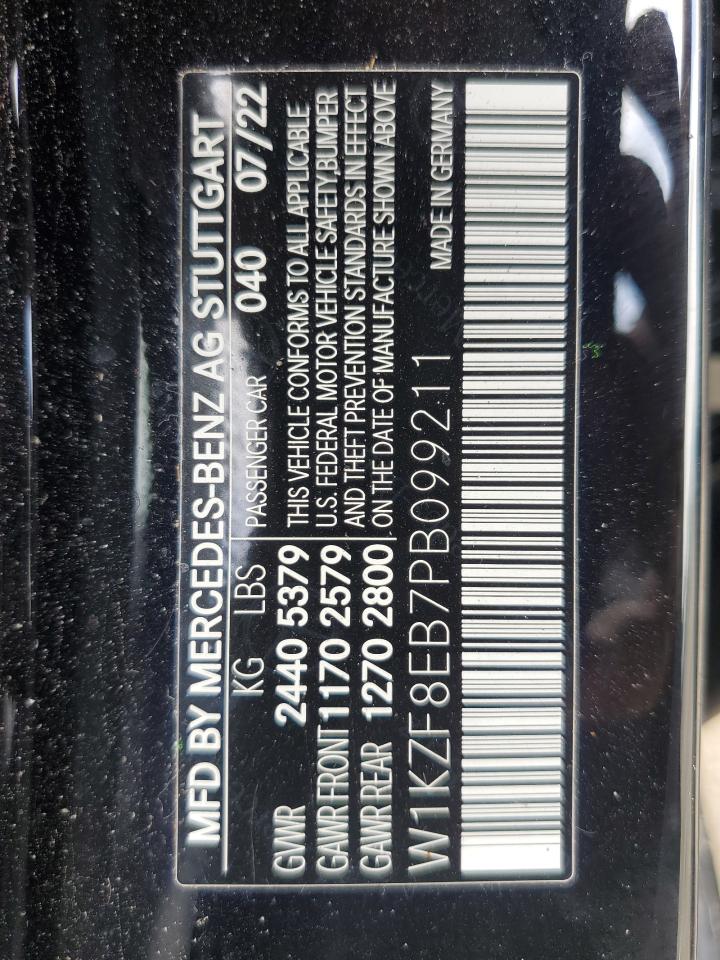 MFD BY MERCEDES-BENZ AG STUTTGART
KG LBS PASSENGER CAR 040 07/22
GVWR 2440 5379 THIS VEHICLE CONFORMS TO ALL APPLICABLE
GAWR FRONT 1170 2579 U.S. FEDERAL MOTOR VEHICLE SAFETY,BUMPER
AND THEFT PREVENTION STANDARDS IN EFFECT
GAWR REAR 1270 2800 ON THE DATE OF MANUFACTURE SHOWN ABOVE
W1KZF8EB7PB099211 MADE IN GERMANY